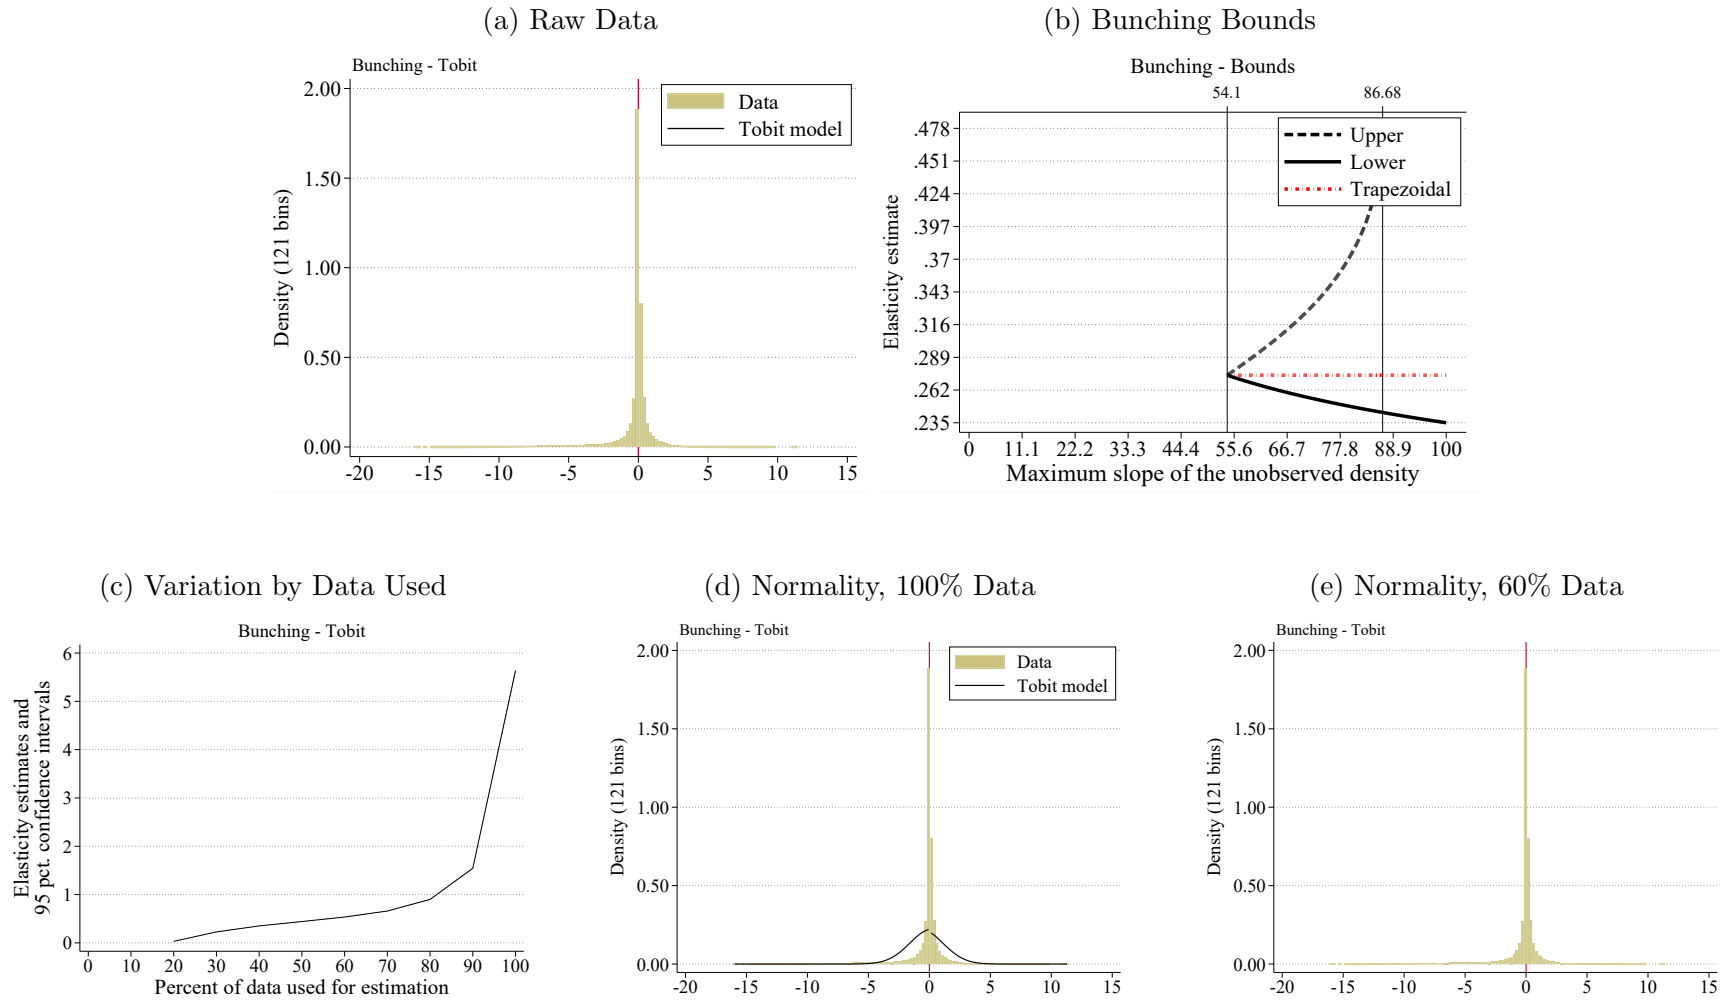 (a) Raw Data
Bunching - Tobit
Density (121 bins)
2.00
1.50
1.00
0.50
0.00
-20 -15 -10 -5 0 5 10 15
Data
Tobit model
(b) Bunching Bounds
Bunching - Bounds
54.1 86.68
Elasticity estimate
.478
.451
.424
.397
.37
.343
.316
.289
.262
.235
0 11.1 22.2 33.3 44.4 55.6 66.7 77.8 88.9 100
Maximum slope of the unobserved density
Upper
Lower
Trapezoidal
(c) Variation by Data Used
Bunching - Tobit
Elasticity estimates and
95 pct. confidence intervals
6
5
4
3
2
1
0
0 10 20 30 40 50 60 70 80 90 100
Percent of data used for estimation
(d) Normality, 100% Data
Bunching - Tobit
Density (121 bins)
2.00
1.50
1.00
0.50
0.00
-20 -15 -10 -5 0 5 10 15
Data
Tobit model
(e) Normality, 60% Data
Bunching - Tobit
Density (121 bins)
2.00
1.50
1.00
0.50
0.00
-20 -15 -10 -5 0 5 10 15